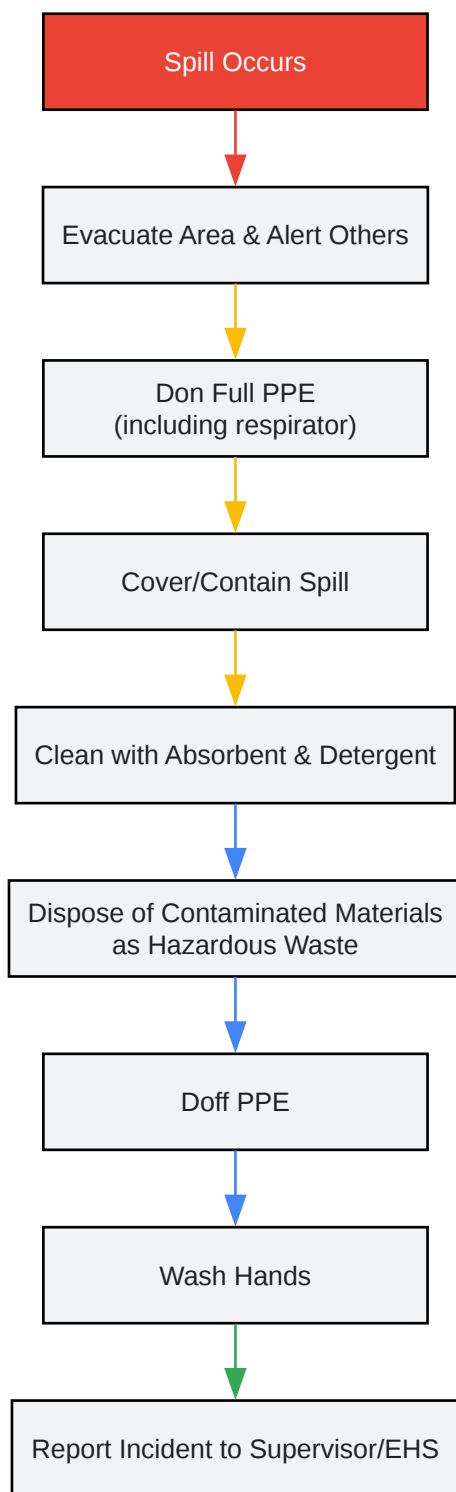 Spill Occurs
Evacuate Area & Alert Others
Don Full PPE
(including respirator)
Cover/Contain Spill
Clean with Absorbent & Detergent
Dispose of Contaminated Materials
as Hazardous Waste
Doff PPE
Wash Hands
Report Incident to Supervisor/EHS